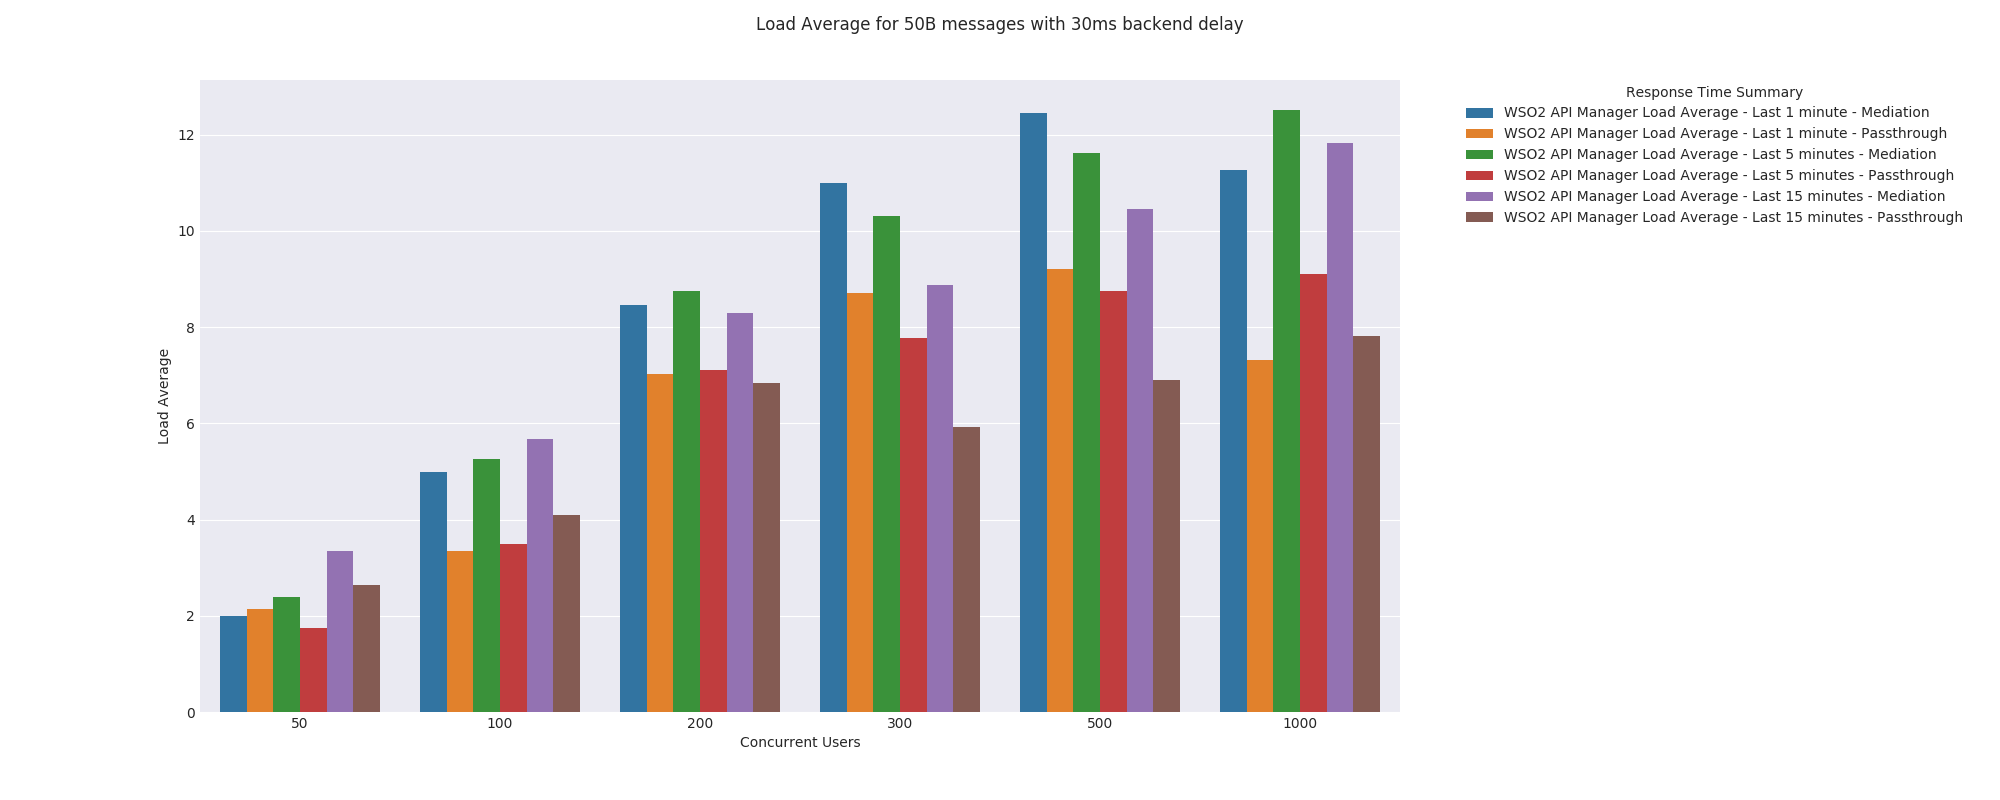 Load Average for 50B messages with 30ms backend delay
Response Time Summary
WSO2 API Manager Load Average - Last 1 minute - Mediation
WSO2 API Manager Load Average - Last 1 minute - Passthrough
WSO2 API Manager Load Average - Last 5 minutes - Mediation
WSO2 API Manager Load Average - Last 5 minutes - Passthrough
WSO2 API Manager Load Average - Last 15 minutes - Mediation
WSO2 API Manager Load Average - Last 15 minutes - Passthrough
Load Average
12
10
8
6
4
2
0
50 100 200 300 500 1000
Concurrent Users